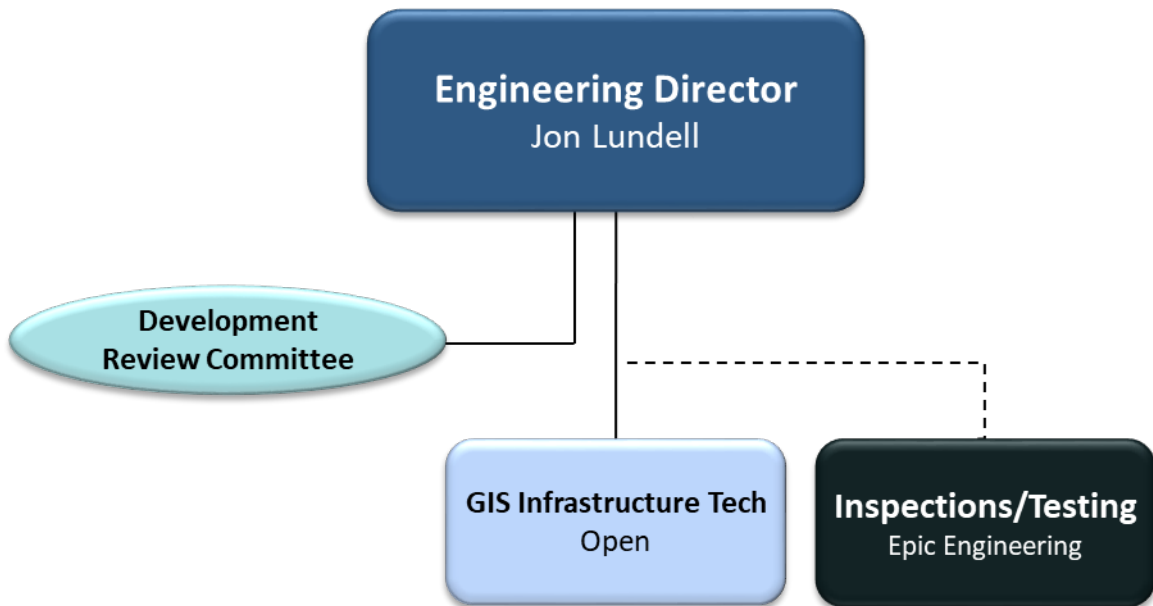 Engineering Director
Jon Lundell
Development
Review Committee
GIS Infrastructure Tech
Open
Inspections/Testing
Epic Engineering